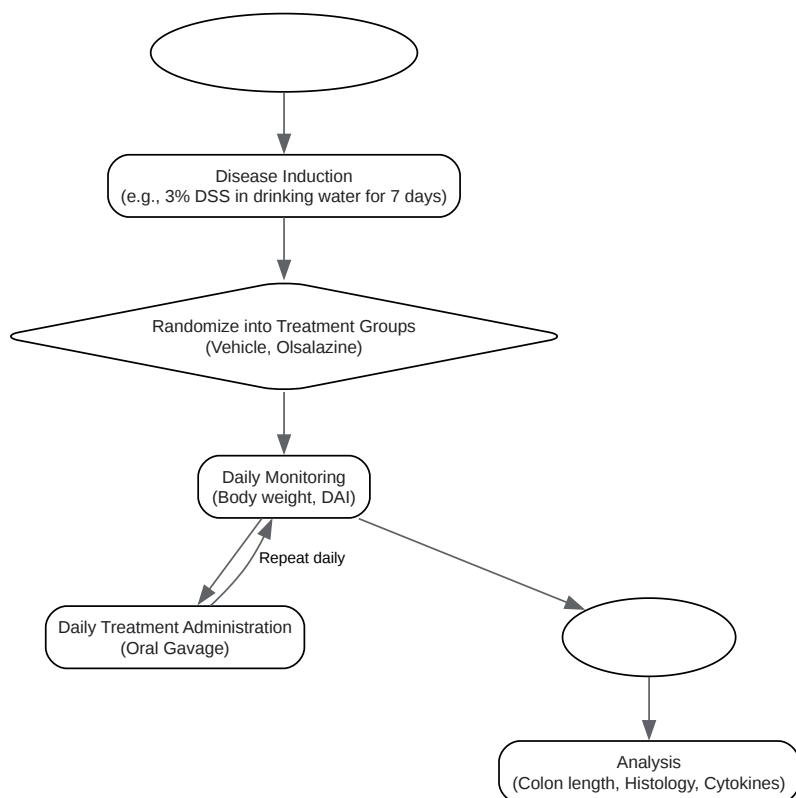 Disease Induction
(e.g., 3% DSS in drinking water for 7 days)
Randomize into Treatment Groups
(Vehicle, Olsalazine)
Daily Monitoring
(Body weight, DAI)
Repeat daily
Daily Treatment Administration
(Oral Gavage)
Analysis
(Colon length, Histology, Cytokines)